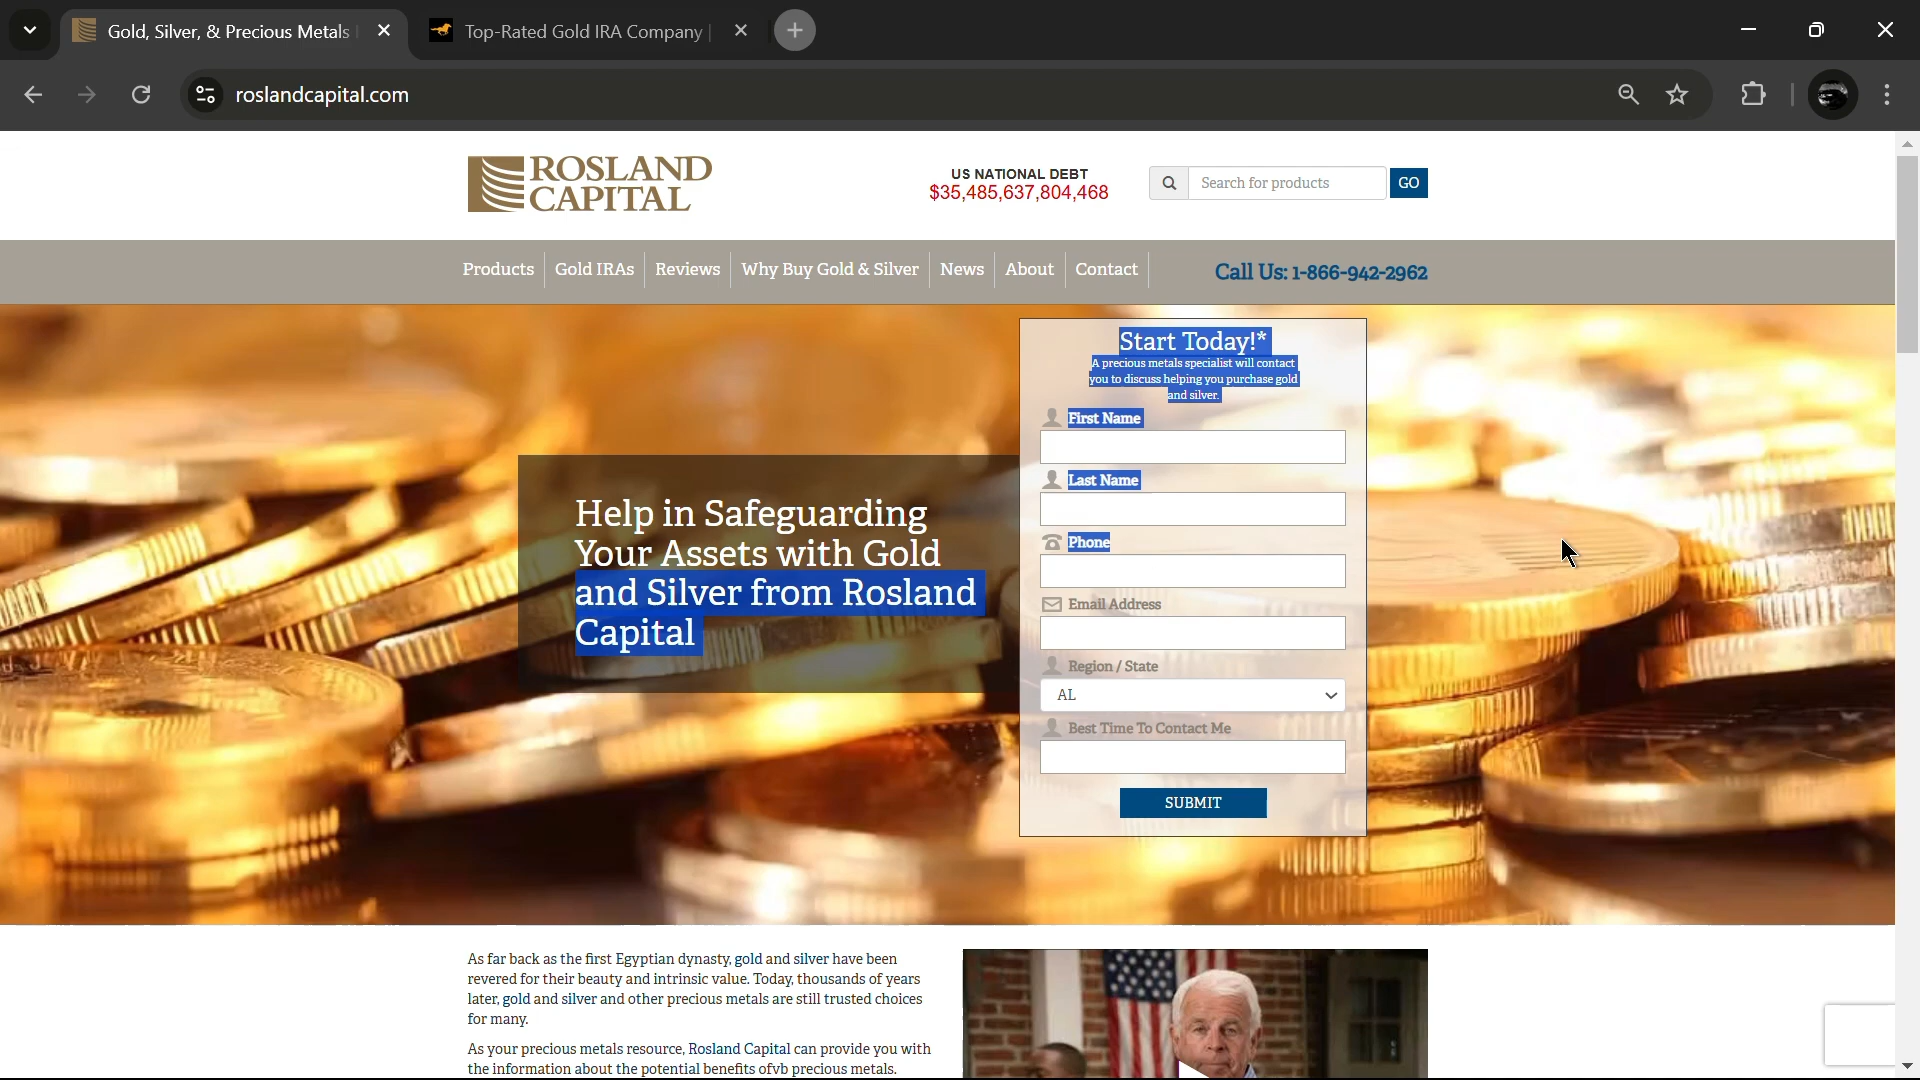 Gold, Silver, & Precious Metals
Top-Rated Gold IRA Company |
roslandcapital.com
ROSLAND
CAPITAL
US NATIONAL DEBT
$35,485,637,804,468
Search for products
GO
Products
Gold IRAs
Reviews
Why Buy Gold & Silver
News
About
Contact
Call Us: 1-866-942-2962
Help in Safeguarding
Your Assets with Gold
and Silver from Rosland
Capital
Start Today!*
A precious metals specialist will contact
you to discuss helping you purchase gold
and silver.
First Name
Last Name
Phone
Email Address
Region / State
AL
Best Time To Contact Me
SUBMIT
As far back as the first Egyptian dynasty, gold and silver have been
revered for their beauty and intrinsic value. Today, thousands of years
later, gold and silver and other precious metals are still trusted choices
for many.
As your precious metals resource, Rosland Capital can provide you with
the information about the potential benefits ofvb precious metals.